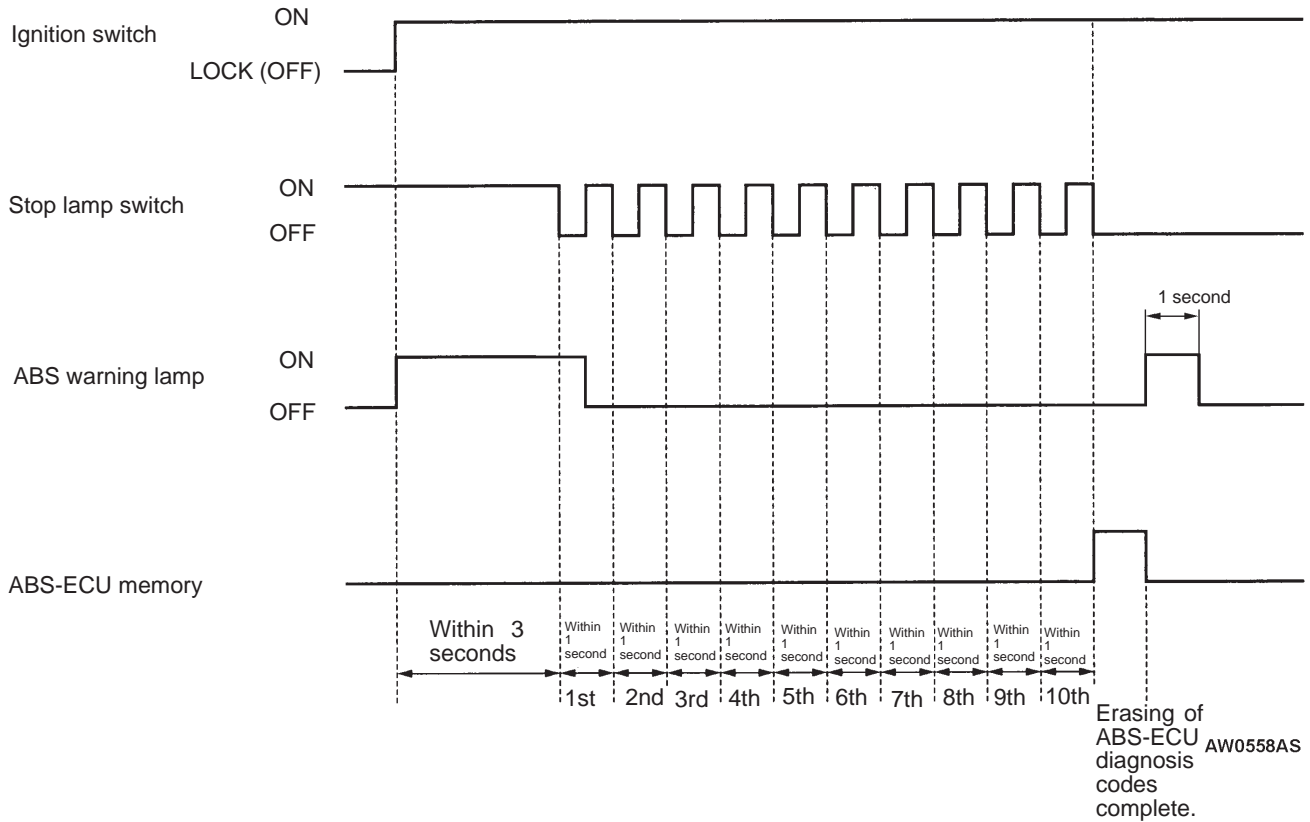 ON
Ignition switch
LOCK (OFF)
ON
Stop lamp switch
OFF
1 second
ON
ABS warning lamp
OFF
ABS-ECU memory
Within 3
seconds
Within
1
second
Within
1
second
Within
1
second
Within
1
second
Within
1
second
Within
1
second
Within
1
second
Within
1
second
Within
1
second
Within
1
second
1st
2nd
3rd
4th
5th
6th
7th
8th
9th
10th
Erasing of
ABS-ECU
diagnosis
codes
complete.
AW0558AS